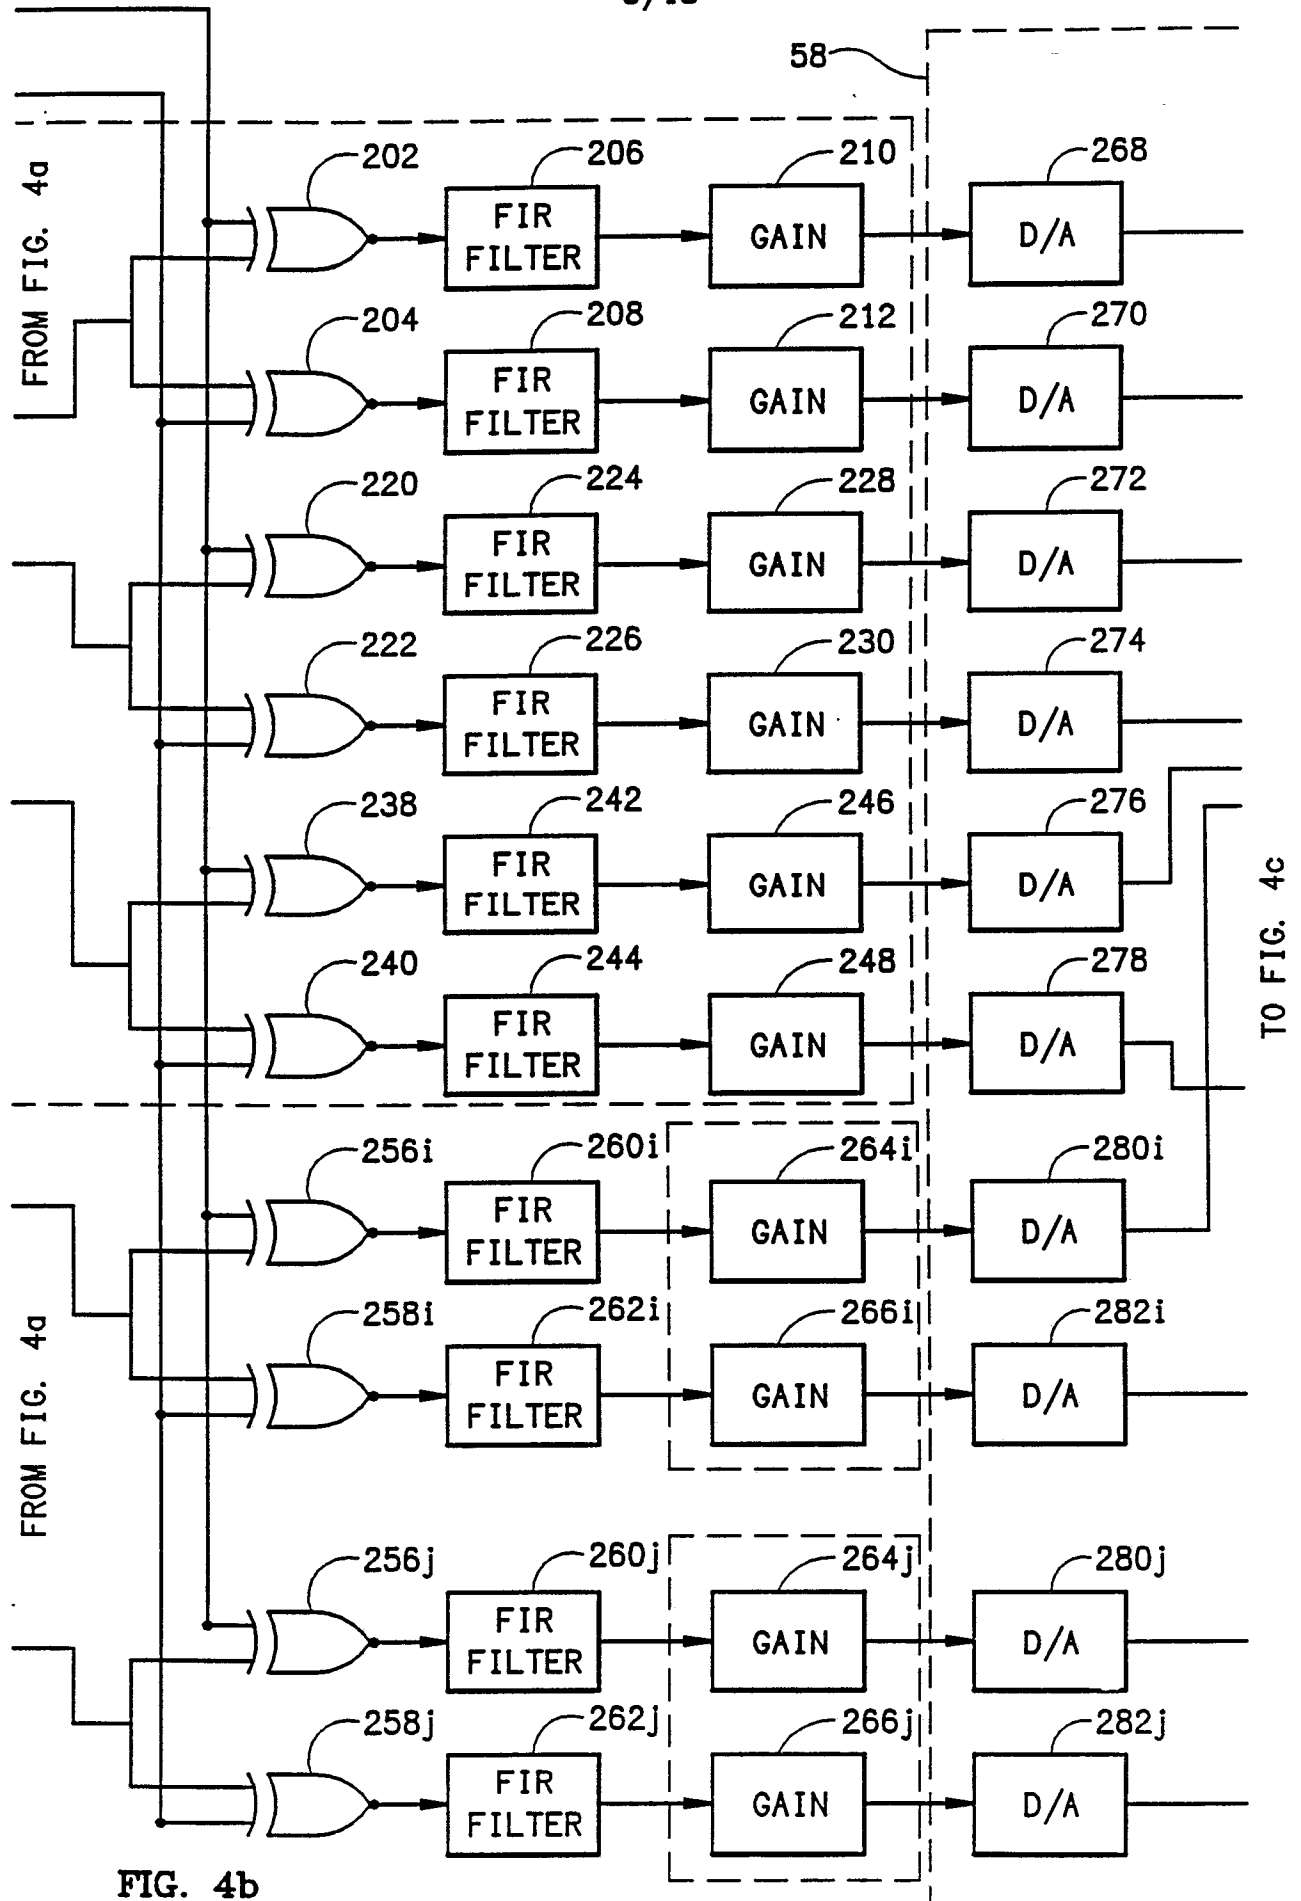 58
202 206 210 268
FROM FIG. 4a
FIR FILTER
GAIN
D/A
204 208 212 270
FIR FILTER
GAIN
D/A
220 224 228 272
FIR FILTER
GAIN
D/A
222 226 230 274
FIR FILTER
GAIN
D/A
238 242 246 276
FIR FILTER
GAIN
D/A
TO FIG. 4c
240 244 248 278
FIR FILTER
GAIN
D/A
256i 260i 264i 280i
FIR FILTER
GAIN
D/A
258i 262i 266i 282i
FROM FIG. 4a
FIR FILTER
GAIN
D/A
256j 260j 264j 280j
FIR FILTER
GAIN
D/A
258j 262j 266j 282j
FIR FILTER
GAIN
D/A
FIG. 4b